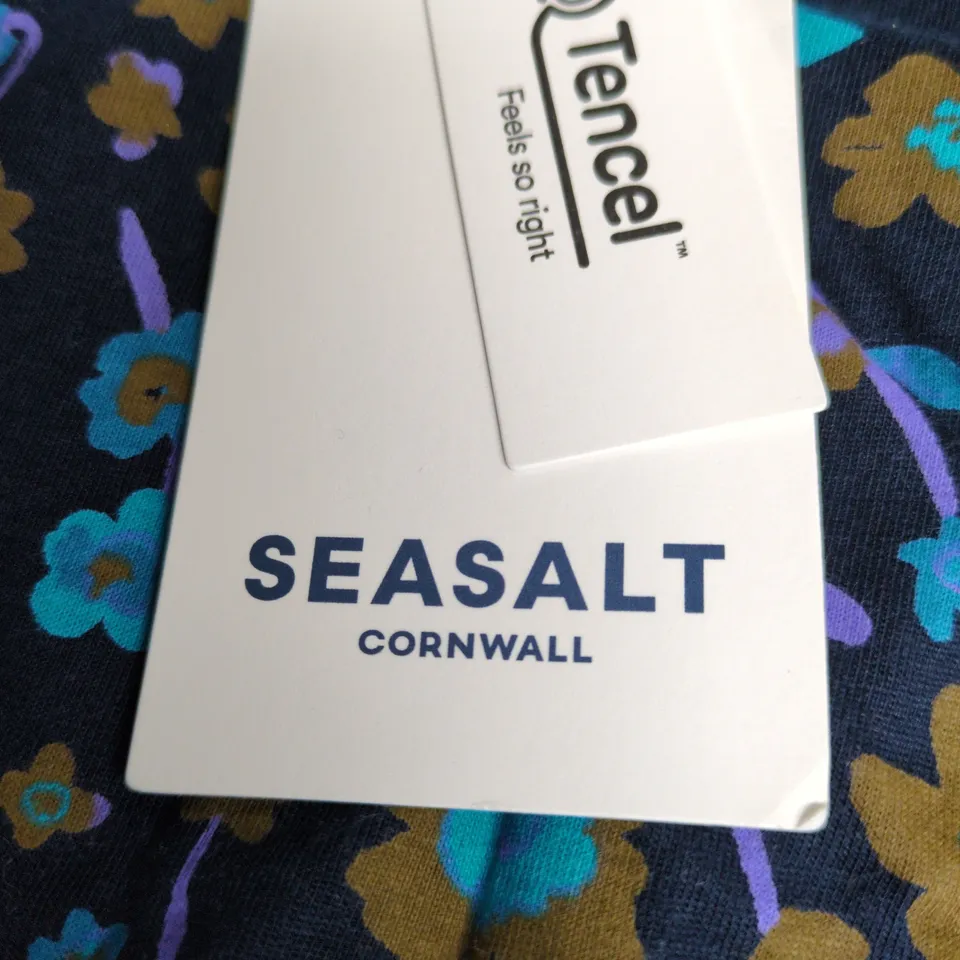 Tencel™
Feels so right
SEASALT
CORNWALL